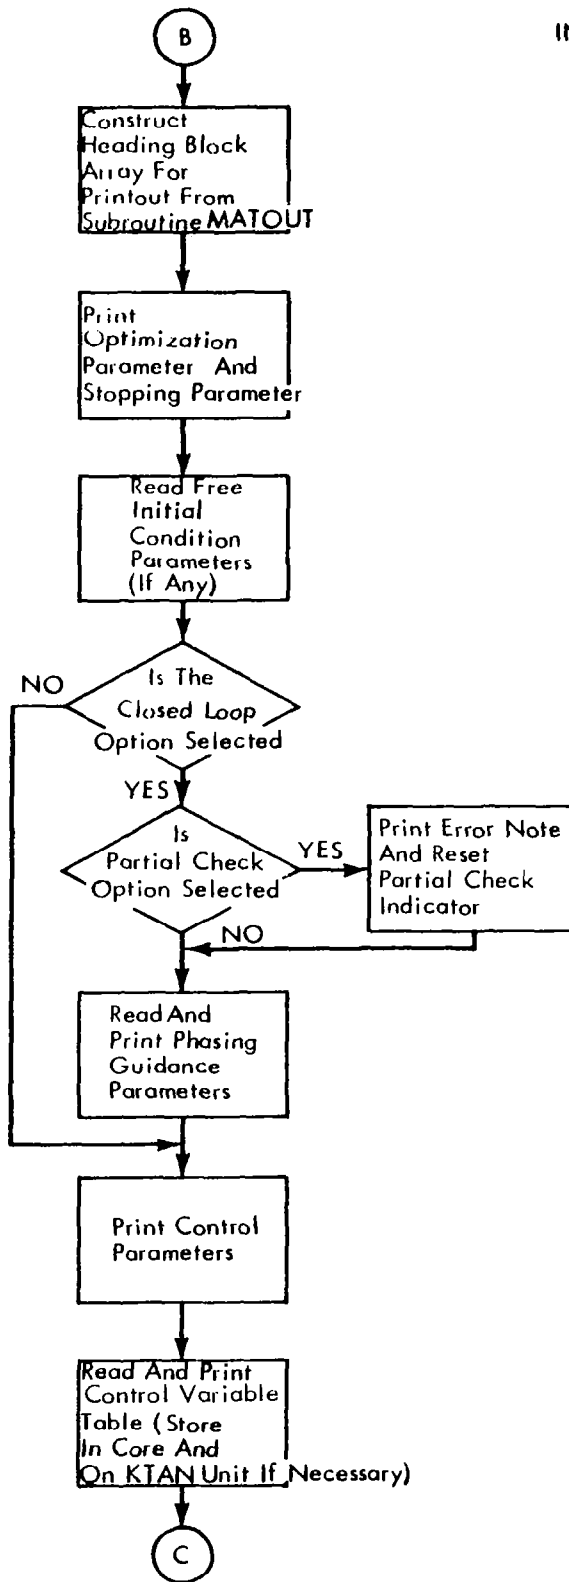 B
IN
Construct
Heading Block
Array For
Printout From
Subroutine MATOUT
Print
Optimization
Parameter And
Stopping Parameter
Read Free
Initial
Condition
Parameters
(If Any)
NO
Is The
Closed Loop
Option Selected
YES
Is
Partial Check
Option Selected
YES
Print Error Note
And Reset
Partial Check
Indicator
NO
Read And
Print Phasing
Guidance
Parameters
Print Control
Parameters
Read And Print
Control Variable
Table (Store
In Core And
On KTAN Unit If Necessary)
C